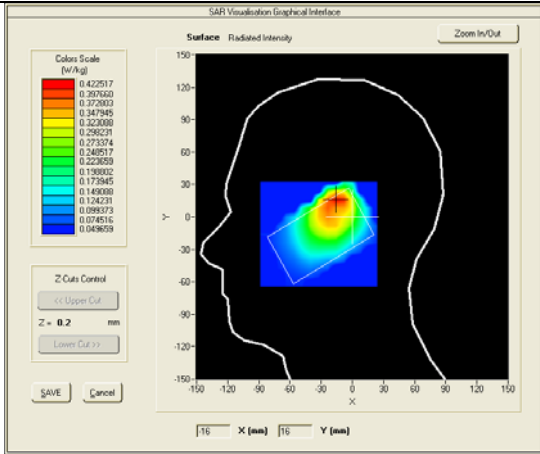 SAR Visualisation Graphical Interface
Surface Radiated Intensity
Zoom In/Out
Colors Scale
(W/kg)
0.422517
0.397660
0.372803
0.347945
0.323088
0.298231
0.273374
0.248517
0.223659
0.198802
0.173945
0.149088
0.124231
0.099373
0.074516
0.049659
150
120
90
60
30
0
-30
-60
-90
-120
-150
Y
-150 -120 -90 -60 -30 0 30 60 90 120 150
X
Z Cuts Control
<< Upper Cut
Z = 0.2 mm
Lower Cut >>
SAVE Cancel
-16 X (mm) 16 Y (mm)